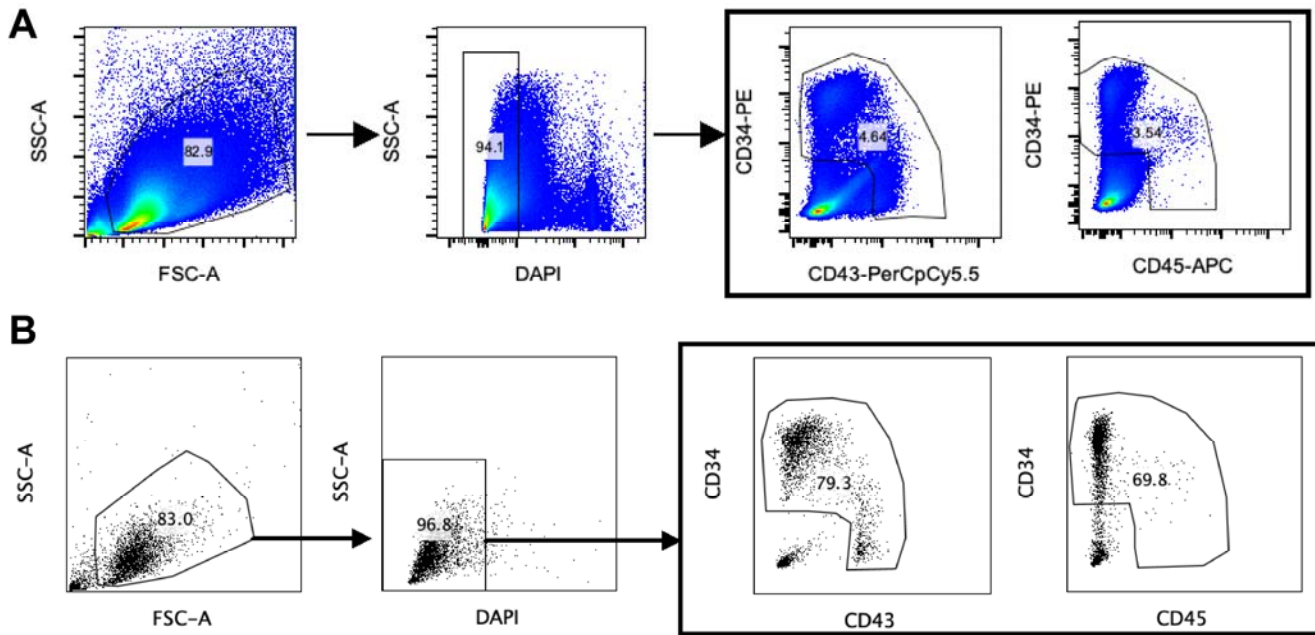 A
SSC-A
82.9
FSC-A
SSC-A
94.1
DAPI
CD34-PE
4.64
CD43-PerCpCy5.5
CD34-PE
3.54
CD45-APC
B
SSC-A
83.0
FSC-A
SSC-A
96.8
DAPI
CD34
79.3
CD43
CD34
69.8
CD45